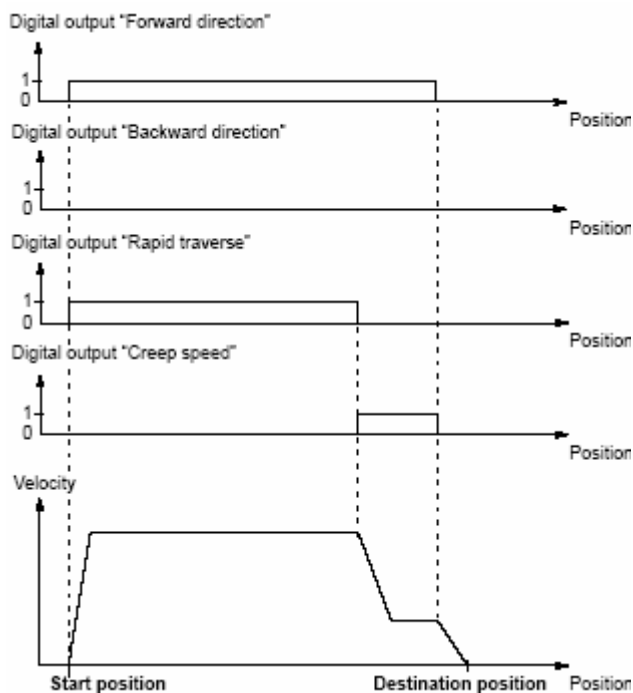 Digital output "Forward direction"
1
0
Position
Digital output "Backward direction"
1
0
Position
Digital output "Rapid traverse"
1
0
Position
Digital output "Creep speed"
1
0
Position
Velocity
Start position
Destination position
Position